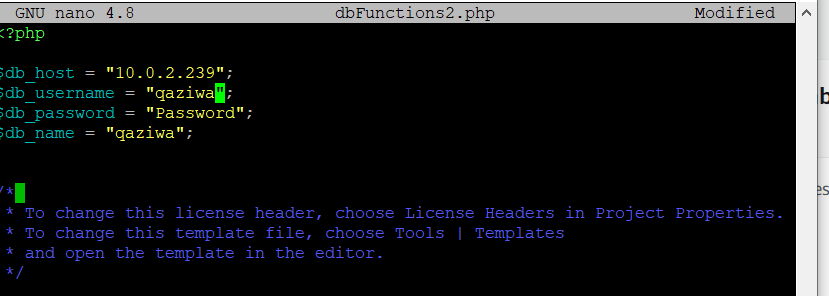 GNU nano 4.8 dbFunctions2.php Modified
<?php
$db_host = "10.0.2.239";
$db_username = "qaziwa";
$db_password = "Password";
$db_name = "qaziwa";
/*
* To change this license header, choose License Headers in Project Properties.
* To change this template file, choose Tools | Templates
* and open the template in the editor.
*/